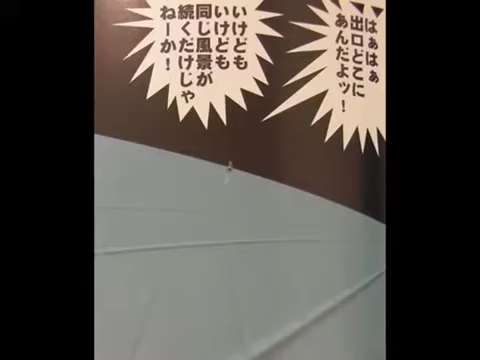 はぁはぁ
出口どこに
あんだよッ!
いけども
いけども
同じ風景が
続くだけじゃ
ねーか!